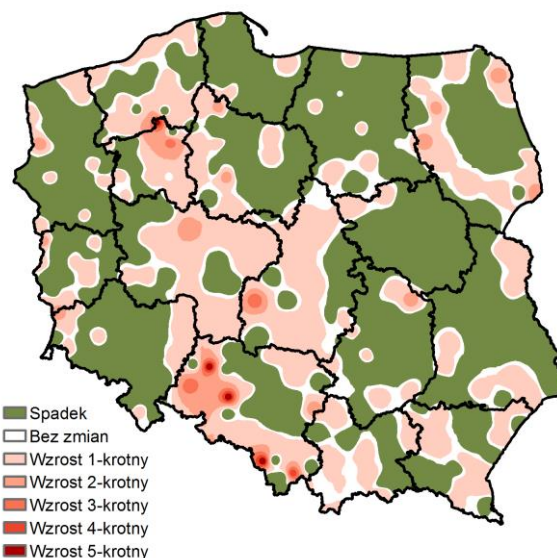 Spadek
Bez zmian
Wzrost 1-krotny
Wzrost 2-krotny
Wzrost 3-krotny
Wzrost 4-krotny
Wzrost 5-krotny